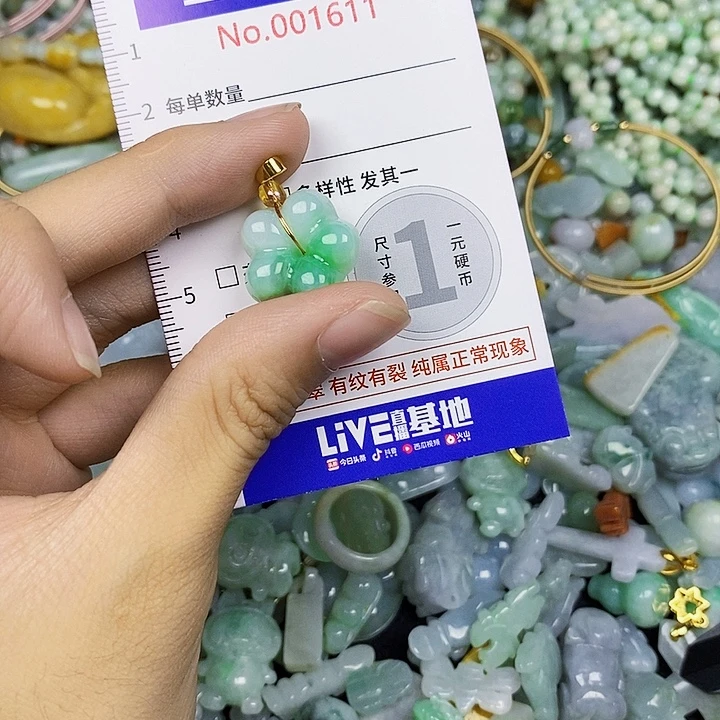 No.001611
1
2 每单数量
多样性 发其一
4
5
1
一元硬币
尺寸参
翠 有纹有裂 纯属正常现象
LiVE直播基地
今日头条 抖音 西瓜视频 火山